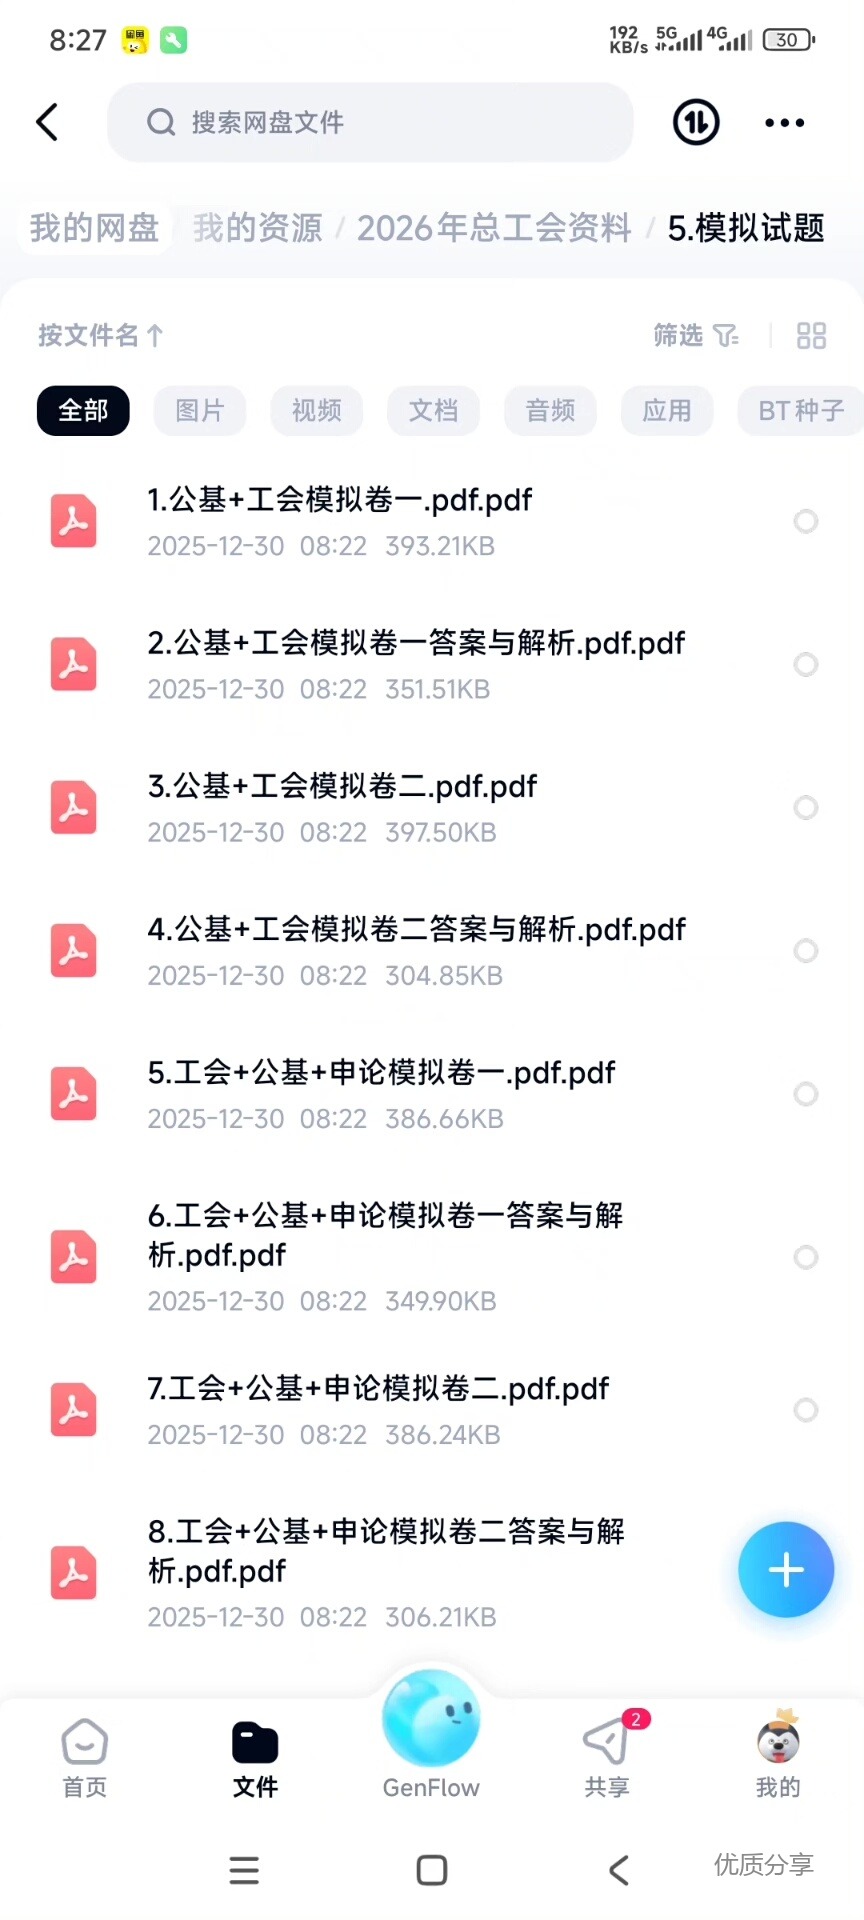 8:27
192 KB/s 5G 4G 30
搜索网盘文件
我的网盘 我的资源 / 2026年总工会资料 / 5.模拟试题
按文件名↑ 筛选
全部 图片 视频 文档 音频 应用 BT种子
1.公基+工会模拟卷一.pdf.pdf
2025-12-30 08:22 393.21KB
2.公基+工会模拟卷一答案与解析.pdf.pdf
2025-12-30 08:22 351.51KB
3.公基+工会模拟卷二.pdf.pdf
2025-12-30 08:22 397.50KB
4.公基+工会模拟卷二答案与解析.pdf.pdf
2025-12-30 08:22 304.85KB
5.工会+公基+申论模拟卷一.pdf.pdf
2025-12-30 08:22 386.66KB
6.工会+公基+申论模拟卷一答案与解
析.pdf.pdf
2025-12-30 08:22 349.90KB
7.工会+公基+申论模拟卷二.pdf.pdf
2025-12-30 08:22 386.24KB
8.工会+公基+申论模拟卷二答案与解
析.pdf.pdf
2025-12-30 08:22 306.21KB
2
首页 文件 GenFlow 共享 我的
优质分享